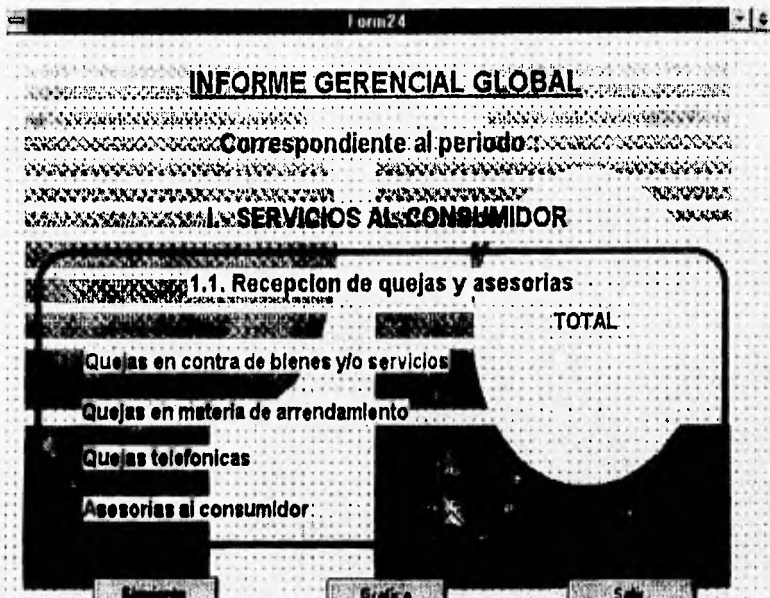 Form24
INFORME GERENCIAL GLOBAL
Correspondiente al periodo :
I. SERVICIOS AL CONSUMIDOR
1.1. Recepcion de quejas y asesorias
TOTAL
Quejas en contra de bienes y/o servicios
Quejas en materia de arrendamiento
Quejas telefonicas
Asesorias al consumidor